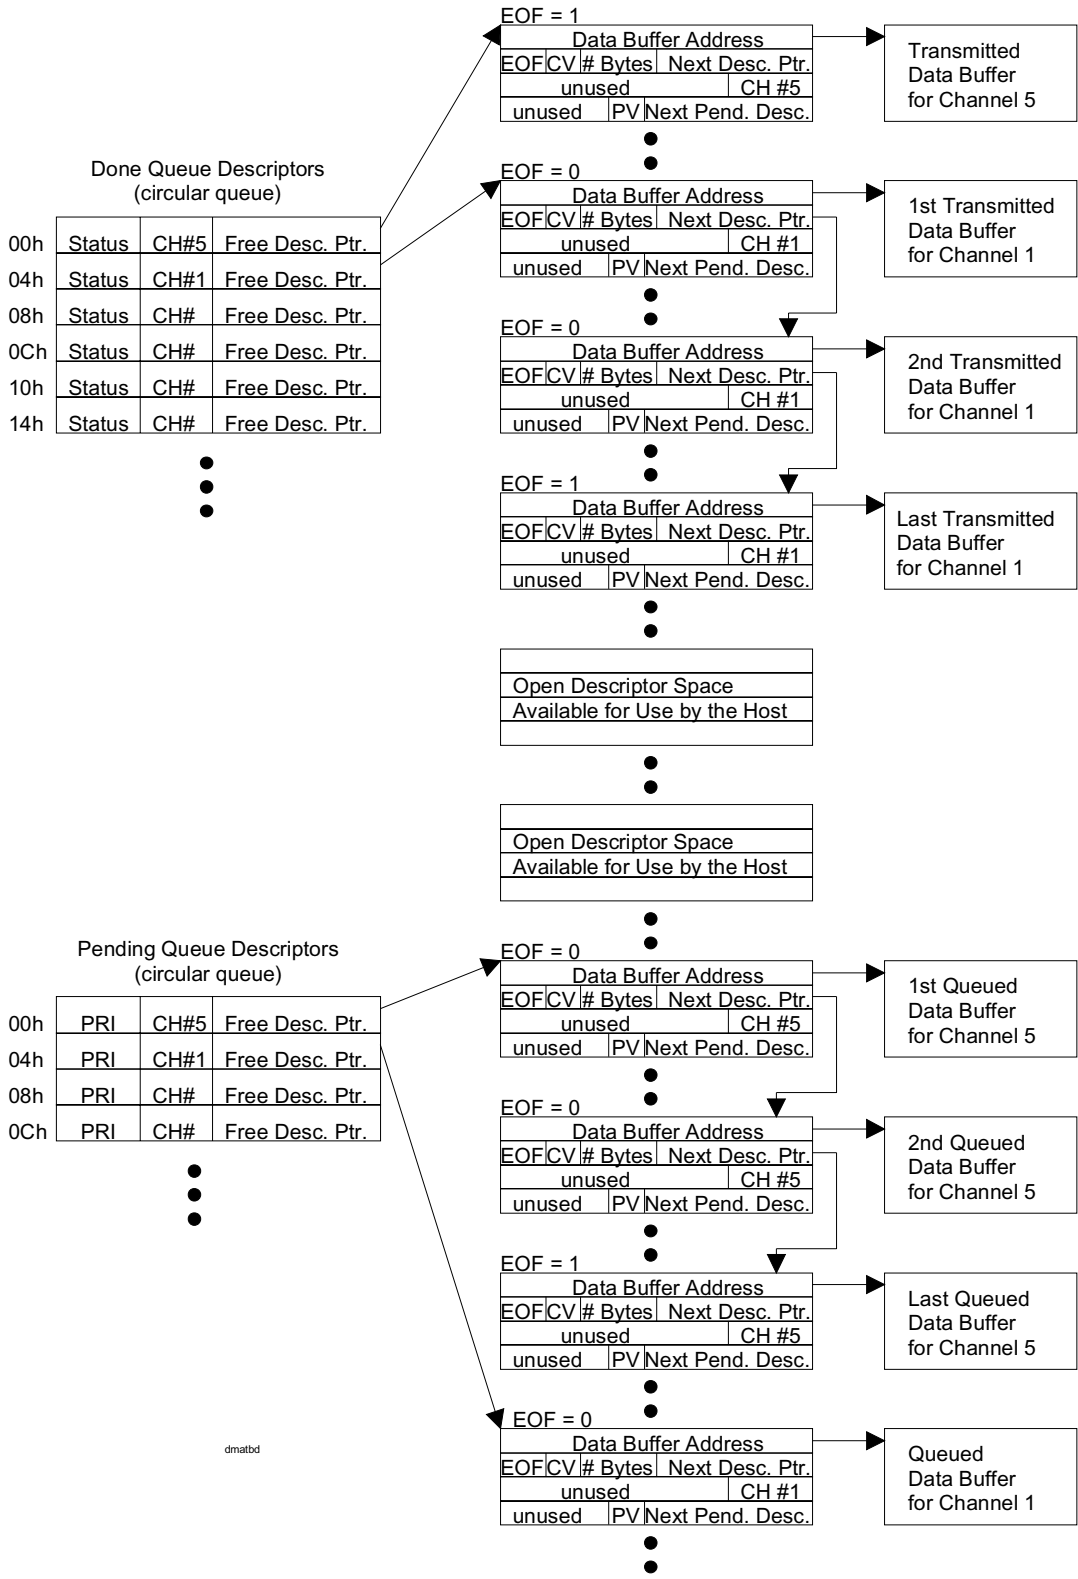 EOF = 1
Data Buffer Address
EOF CV # Bytes Next Desc. Ptr.
unused CH #5
unused PV Next Pend. Desc.
Transmitted
Data Buffer
for Channel 5
Done Queue Descriptors
(circular queue)
00h Status CH#5 Free Desc. Ptr.
04h Status CH#1 Free Desc. Ptr.
08h Status CH# Free Desc. Ptr.
0Ch Status CH# Free Desc. Ptr.
10h Status CH# Free Desc. Ptr.
14h Status CH# Free Desc. Ptr.
EOF = 0
Data Buffer Address
EOF CV # Bytes Next Desc. Ptr.
unused CH #1
unused PV Next Pend. Desc.
1st Transmitted
Data Buffer
for Channel 1
EOF = 0
Data Buffer Address
EOF CV # Bytes Next Desc. Ptr.
unused CH #1
unused PV Next Pend. Desc.
2nd Transmitted
Data Buffer
for Channel 1
EOF = 1
Data Buffer Address
EOF CV # Bytes Next Desc. Ptr.
unused CH #1
unused PV Next Pend. Desc.
Last Transmitted
Data Buffer
for Channel 1
Open Descriptor Space
Available for Use by the Host
Open Descriptor Space
Available for Use by the Host
Pending Queue Descriptors
(circular queue)
00h PRI CH#5 Free Desc. Ptr.
04h PRI CH#1 Free Desc. Ptr.
08h PRI CH# Free Desc. Ptr.
0Ch PRI CH# Free Desc. Ptr.
EOF = 0
Data Buffer Address
EOF CV # Bytes Next Desc. Ptr.
unused CH #5
unused PV Next Pend. Desc.
1st Queued
Data Buffer
for Channel 5
EOF = 0
Data Buffer Address
EOF CV # Bytes Next Desc. Ptr.
unused CH #5
unused PV Next Pend. Desc.
2nd Queued
Data Buffer
for Channel 5
EOF = 1
Data Buffer Address
EOF CV # Bytes Next Desc. Ptr.
unused CH #5
unused PV Next Pend. Desc.
Last Queued
Data Buffer
for Channel 5
EOF = 0
Data Buffer Address
EOF CV # Bytes Next Desc. Ptr.
unused CH #1
unused PV Next Pend. Desc.
Queued
Data Buffer
for Channel 1
dmatbd